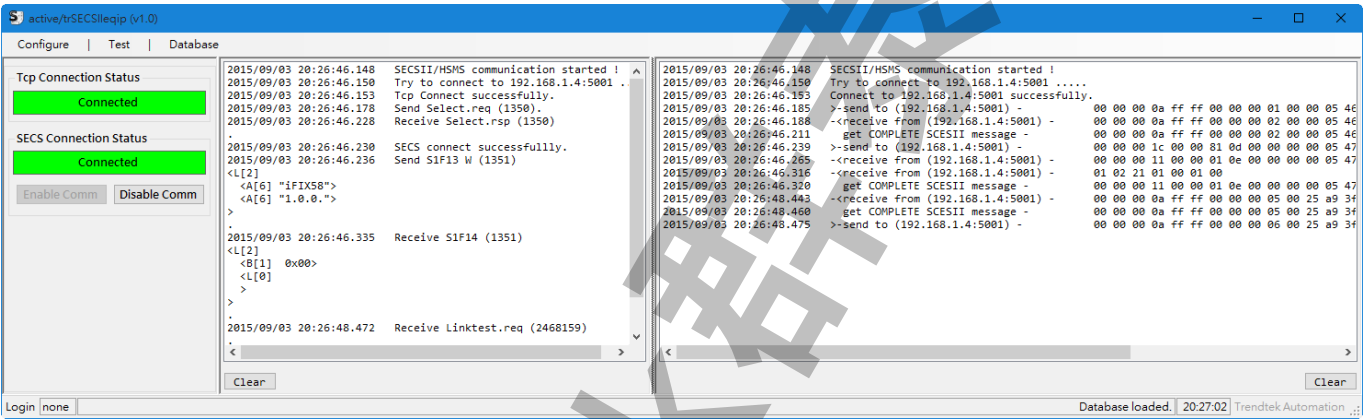 active/trSECSIIeqip (v1.0)
Configure | Test | Database
Tcp Connection Status
Connected
SECS Connection Status
Connected
Enable Comm Disable Comm
2015/09/03 20:26:46.148 SECSII/HSMS communication started !
2015/09/03 20:26:46.150 Try to connect to 192.168.1.4:5001 ..
2015/09/03 20:26:46.153 Tcp Connect successfully.
2015/09/03 20:26:46.178 Send Select.req (1350).
2015/09/03 20:26:46.228 Receive Select.rsp (1350)
.
2015/09/03 20:26:46.230 SECS connect successfullly.
2015/09/03 20:26:46.236 Send S1F13 W (1351)
<L[2]
<A[6] "iFIX58">
<A[6] "1.0.0.">
>
.
2015/09/03 20:26:46.335 Receive S1F14 (1351)
<L[2]
<B[1] 0x00>
<L[0]
>
>
.
2015/09/03 20:26:48.472 Receive Linktest.req (2468159)
.
Clear
2015/09/03 20:26:46.148 SECSII/HSMS communication started !
2015/09/03 20:26:46.150 Try to connect to 192.168.1.4:5001 .....
2015/09/03 20:26:46.153 Connect to 192.168.1.4:5001 successfully.
2015/09/03 20:26:46.185 >-send to (192.168.1.4:5001) - 00 00 00 0a ff ff 00 00 00 01 00 00 05 46
2015/09/03 20:26:46.188 -<receive from (192.168.1.4:5001) - 00 00 00 0a ff ff 00 00 00 02 00 00 05 46
2015/09/03 20:26:46.211 get COMPLETE SCESII message - 00 00 00 0a ff ff 00 00 00 02 00 00 05 46
2015/09/03 20:26:46.239 >-send to (192.168.1.4:5001) - 00 00 00 1c 00 00 81 0d 00 00 00 00 05 47
2015/09/03 20:26:46.265 -<receive from (192.168.1.4:5001) - 00 00 00 11 00 00 01 0e 00 00 00 00 05 47
2015/09/03 20:26:46.316 -<receive from (192.168.1.4:5001) - 01 02 21 01 00 01 00
2015/09/03 20:26:46.320 get COMPLETE SCESII message - 00 00 00 11 00 00 01 0e 00 00 00 00 05 47
2015/09/03 20:26:48.443 -<receive from (192.168.1.4:5001) - 00 00 00 0a ff ff 00 00 00 05 00 25 a9 3f
2015/09/03 20:26:48.460 get COMPLETE SCESII message - 00 00 00 0a ff ff 00 00 00 05 00 25 a9 3f
2015/09/03 20:26:48.475 >-send to (192.168.1.4:5001) - 00 00 00 0a ff ff 00 00 00 06 00 25 a9 3f
Clear
Login none Database loaded. 20:27:02 Trendtek Automation